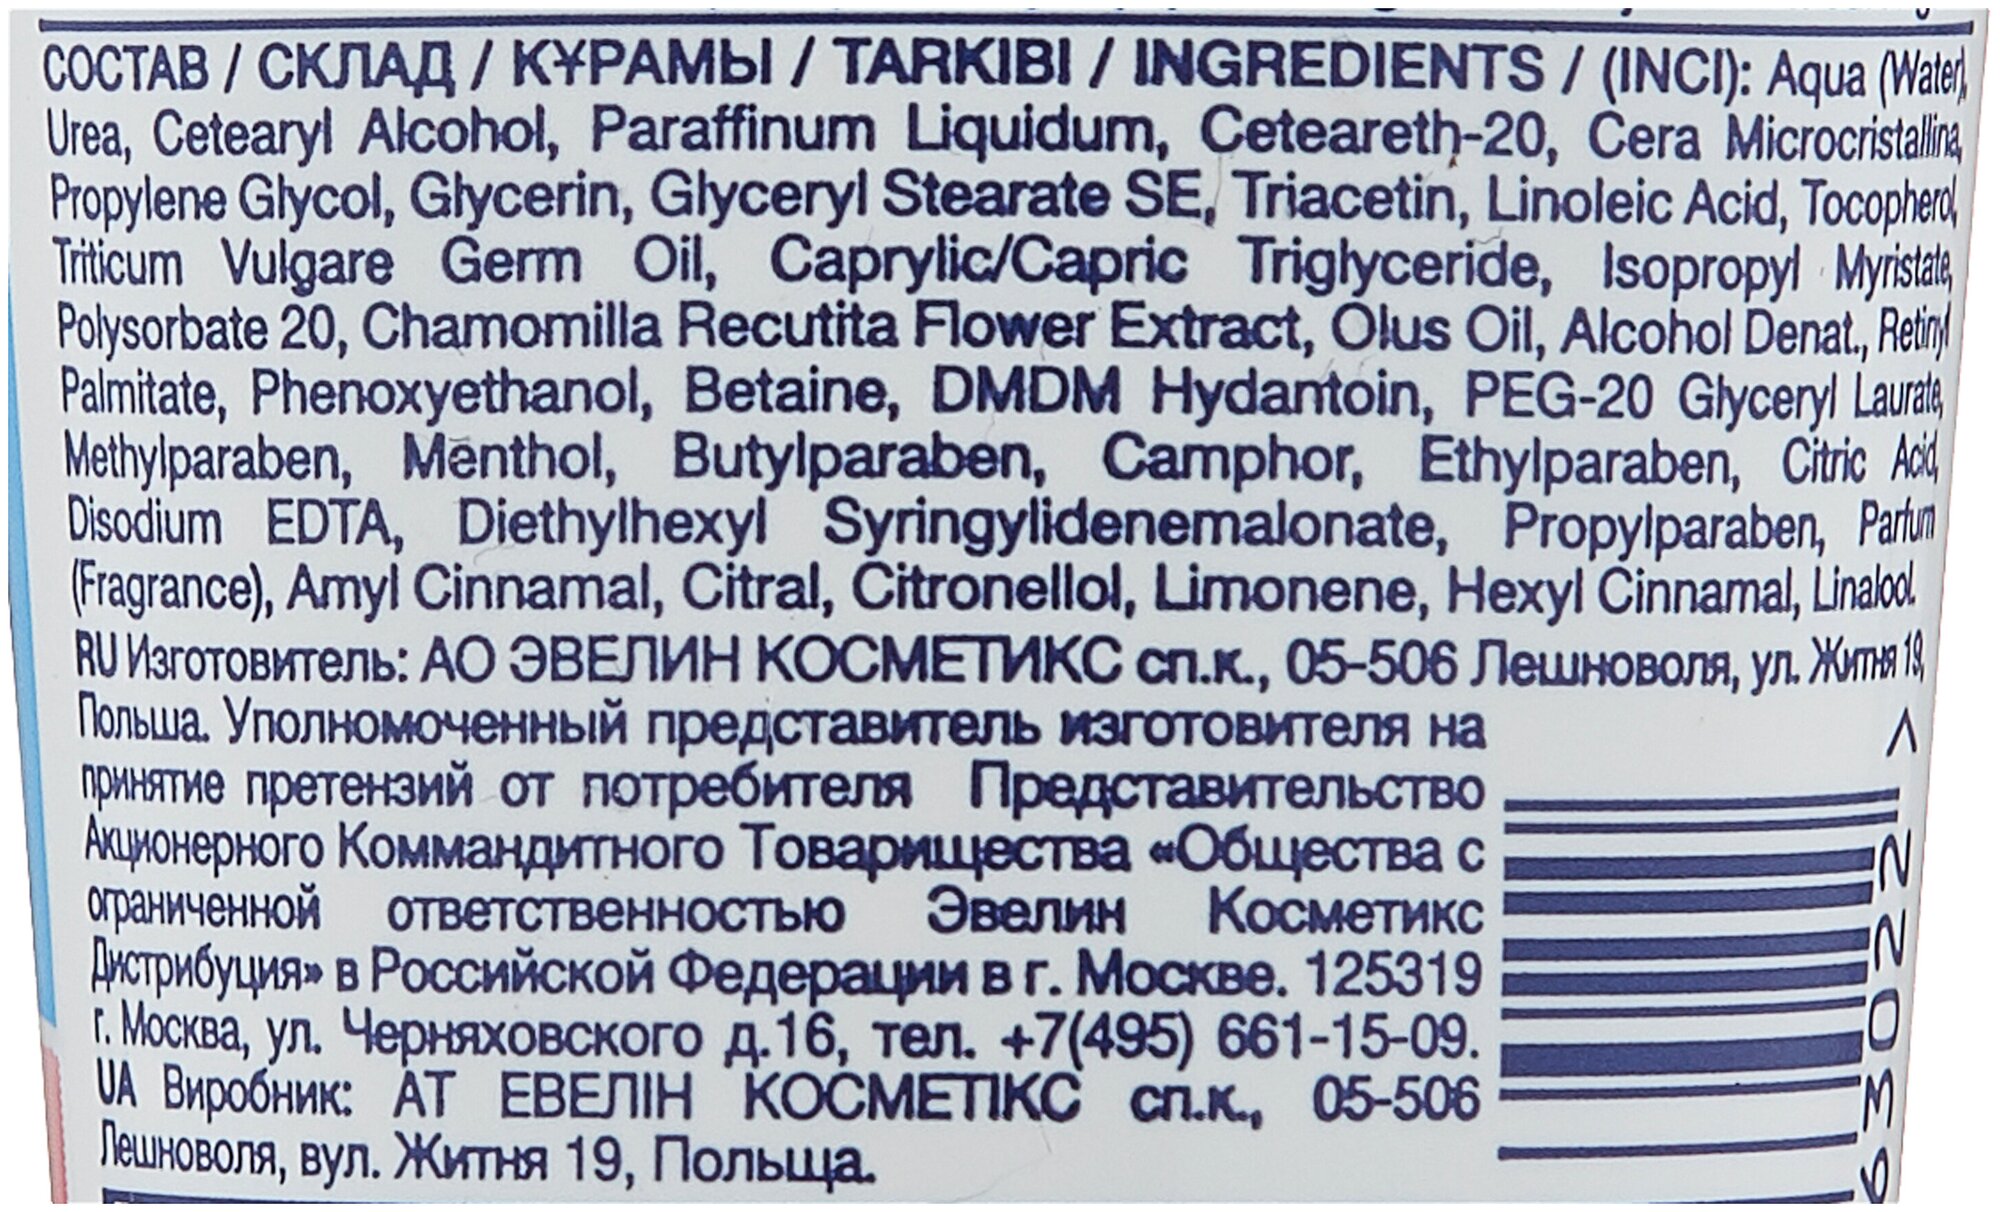 СОСТАВ / СКЛАД / ҚҰРАМЫ / TARKIBI / INGREDIENTS / (INCI): Aqua (Water),
Urea, Cetearyl Alcohol, Paraffinum Liquidum, Ceteareth-20, Cera Microcristallina,
Propylene Glycol, Glycerin, Glyceryl Stearate SE, Triacetin, Linoleic Acid, Tocopherol,
Triticum Vulgare Germ Oil, Caprylic/Capric Triglyceride, Isopropyl Myristate,
Polysorbate 20, Chamomilla Recutita Flower Extract, Olus Oil, Alcohol Denat., Retinyl
Palmitate, Phenoxyethanol, Betaine, DMDM Hydantoin, PEG-20 Glyceryl Laurate,
Methylparaben, Menthol, Butylparaben, Camphor, Ethylparaben, Citric Acid,
Disodium EDTA, Diethylhexyl Syringylidenemalonate, Propylparaben, Parfum
(Fragrance), Amyl Cinnamal, Citral, Citronellol, Limonene, Hexyl Cinnamal, Linalool.
RU Изготовитель: АО ЭВЕЛИН КОСМЕТИКС сп.к., 05-506 Лешноволя, ул. Житня 19,
Польша. Уполномоченный представитель изготовителя на
принятие претензий от потребителя Представительство
Акционерного Коммандитного Товарищества «Общества с
ограниченной ответственностью Эвелин Косметикс
Дистрибуция» в Российской Федерации в г. Москве. 125319
г. Москва, ул. Черняховского д.16, тел. +7(495) 661-15-09.
UA Виробник: АТ ЕВЕЛІН КОСМЕТІКС сп.к., 05-506
Лешноволя, вул. Житня 19, Польща.
63022 >